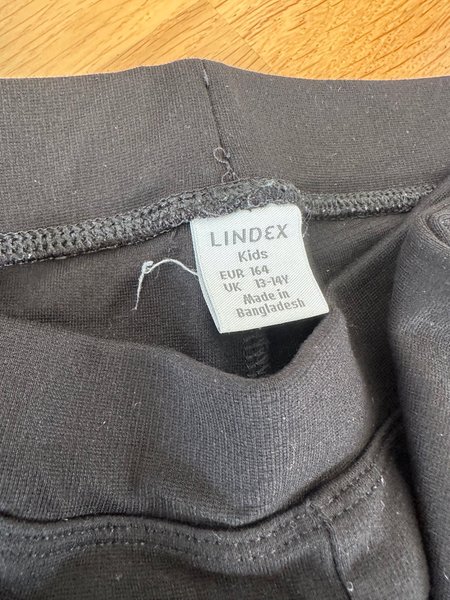 LINDEX
Kids
EUR 164
UK 13-14Y
Made in
Bangladesh